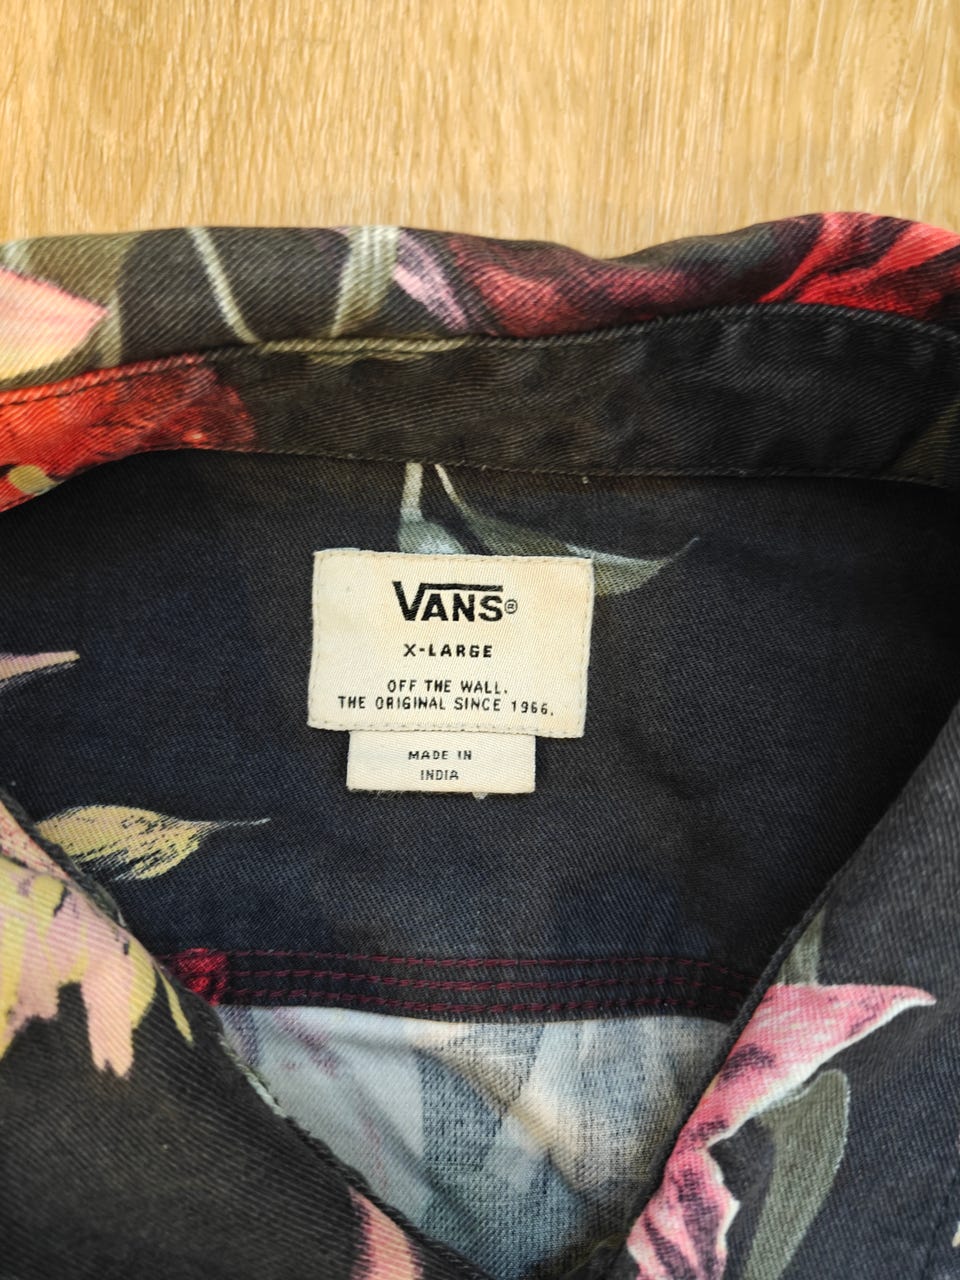 VANS®
X-LARGE
OFF THE WALL.
THE ORIGINAL SINCE 1966.
MADE IN
INDIA